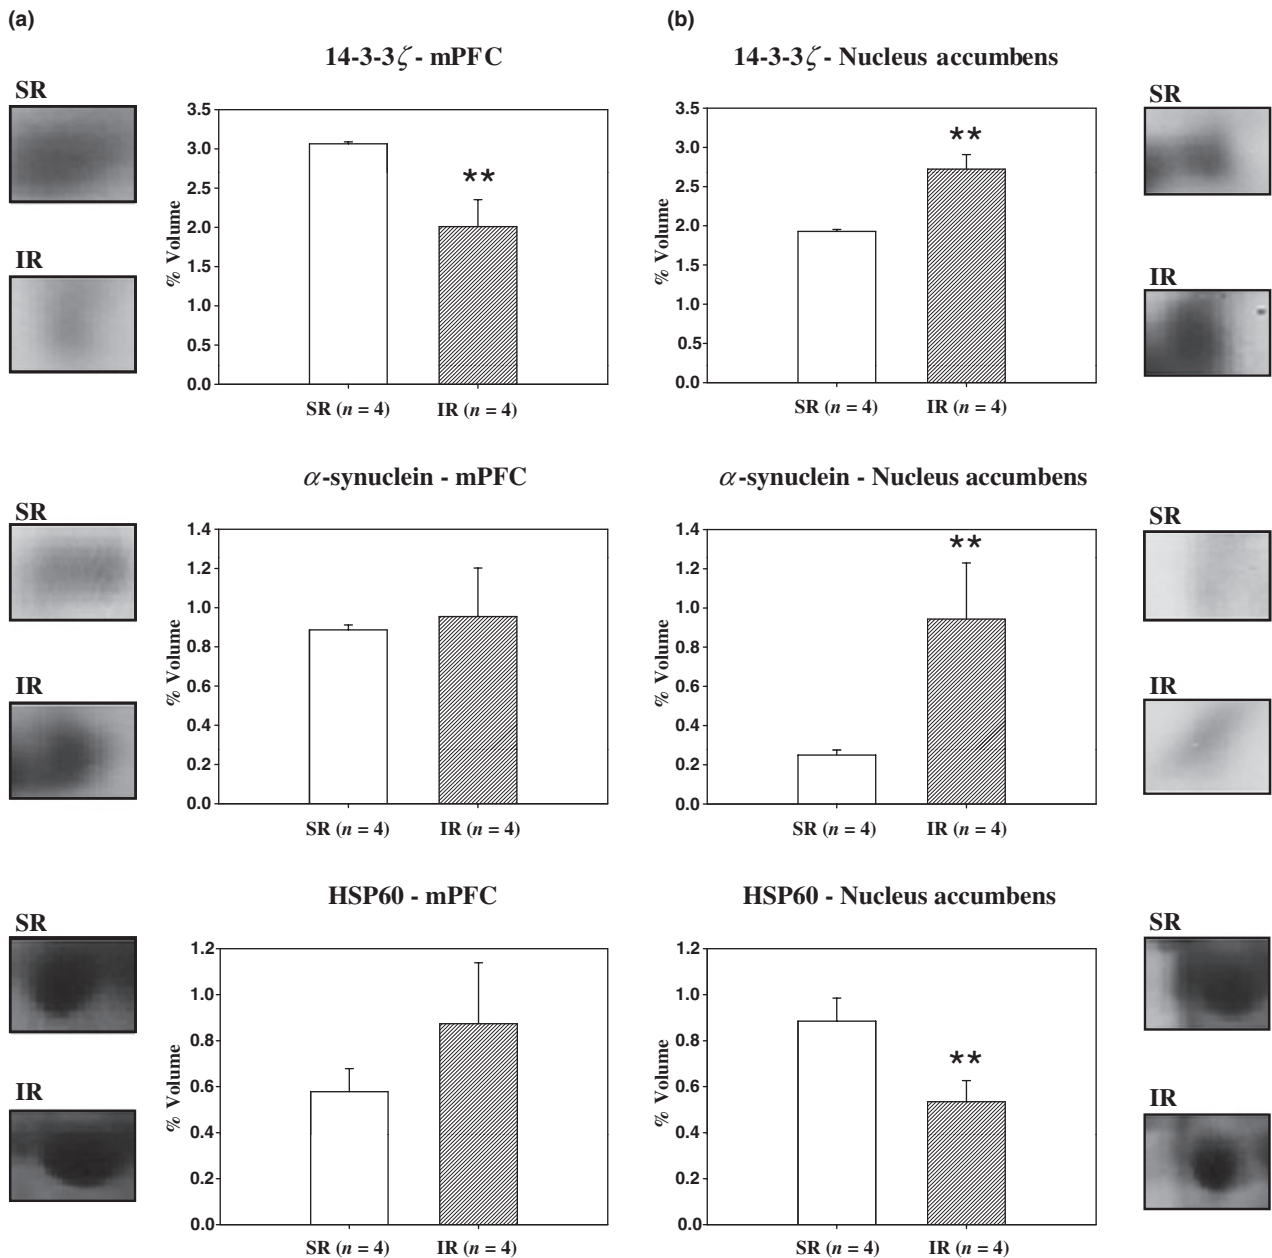 (a)
14-3-3ζ - mPFC
SR
IR
% Volume
3.5
3.0
2.5
2.0
1.5
1.0
0.5
0.0
**
SR (n = 4) IR (n = 4)
α-synuclein - mPFC
SR
IR
% Volume
1.4
1.2
1.0
0.8
0.6
0.4
0.2
0.0
SR (n = 4) IR (n = 4)
HSP60 - mPFC
SR
IR
% Volume
1.2
1.0
0.8
0.6
0.4
0.2
0.0
SR (n = 4) IR (n = 4)
(b)
14-3-3ζ - Nucleus accumbens
% Volume
3.5
3.0
2.5
2.0
1.5
1.0
0.5
0.0
**
SR (n = 4) IR (n = 4)
SR
IR
α-synuclein - Nucleus accumbens
% Volume
1.4
1.2
1.0
0.8
0.6
0.4
0.2
0.0
**
SR (n = 4) IR (n = 4)
SR
IR
HSP60 - Nucleus accumbens
% Volume
1.2
1.0
0.8
0.6
0.4
0.2
0.0
**
SR (n = 4) IR (n = 4)
SR
IR